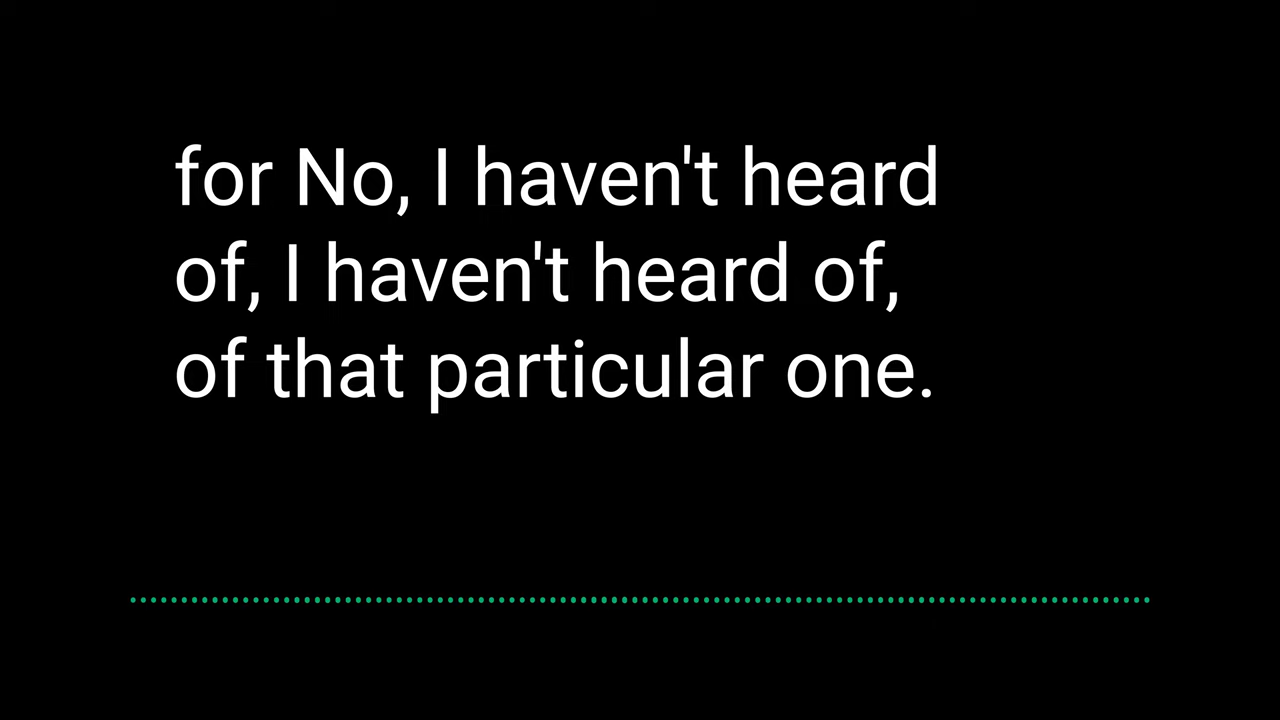 for No, I haven't heard
of, I haven't heard of,
of that particular one.